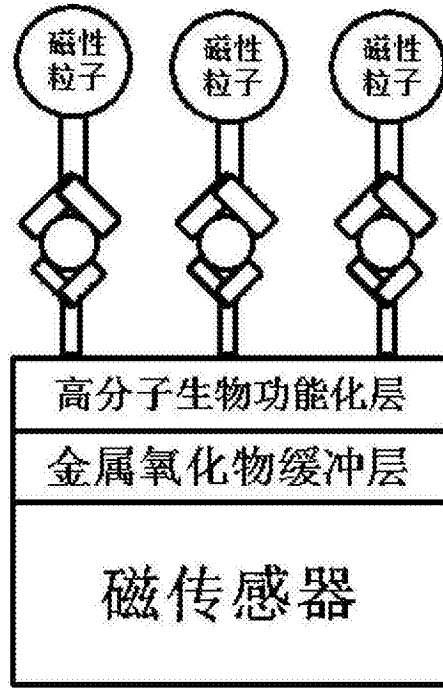 磁性
粒子
磁性
粒子
磁性
粒子
高分子生物功能化层
金属氧化物缓冲层
磁传感器